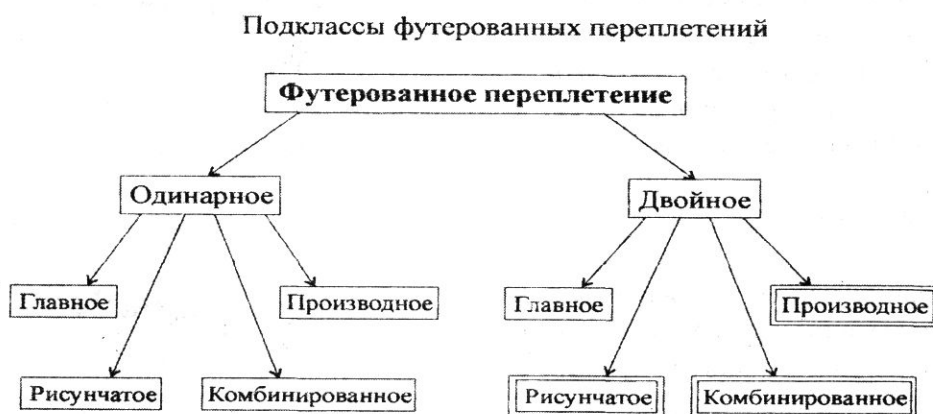 Подклассы футерованных переплетений
Футерованное переплетение
Одинарное
Двойное
Главное
Производное
Главное
Производное
Рисунчатое
Комбинированное
Рисунчатое
Комбинированное